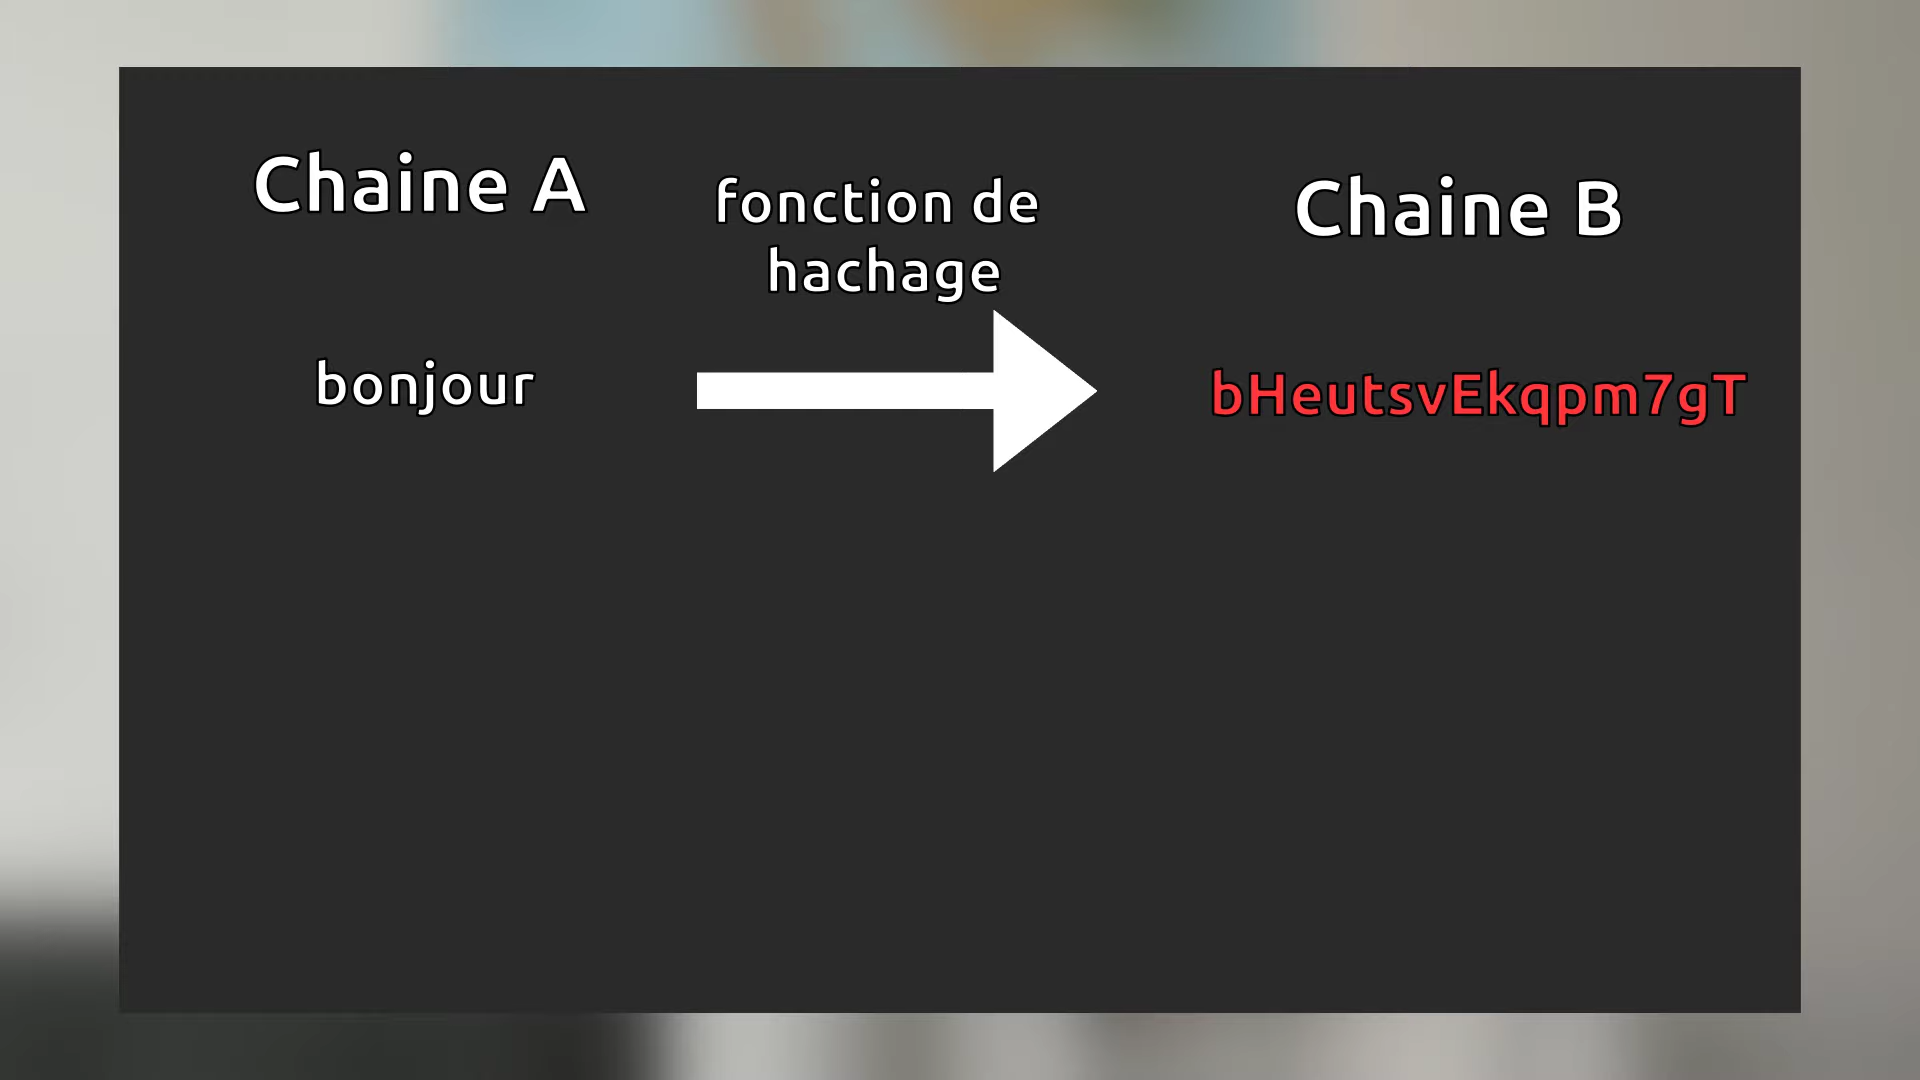 Chaine A
fonction de
hachage
Chaine B
bonjour
bHeutsvEkqpm7gT